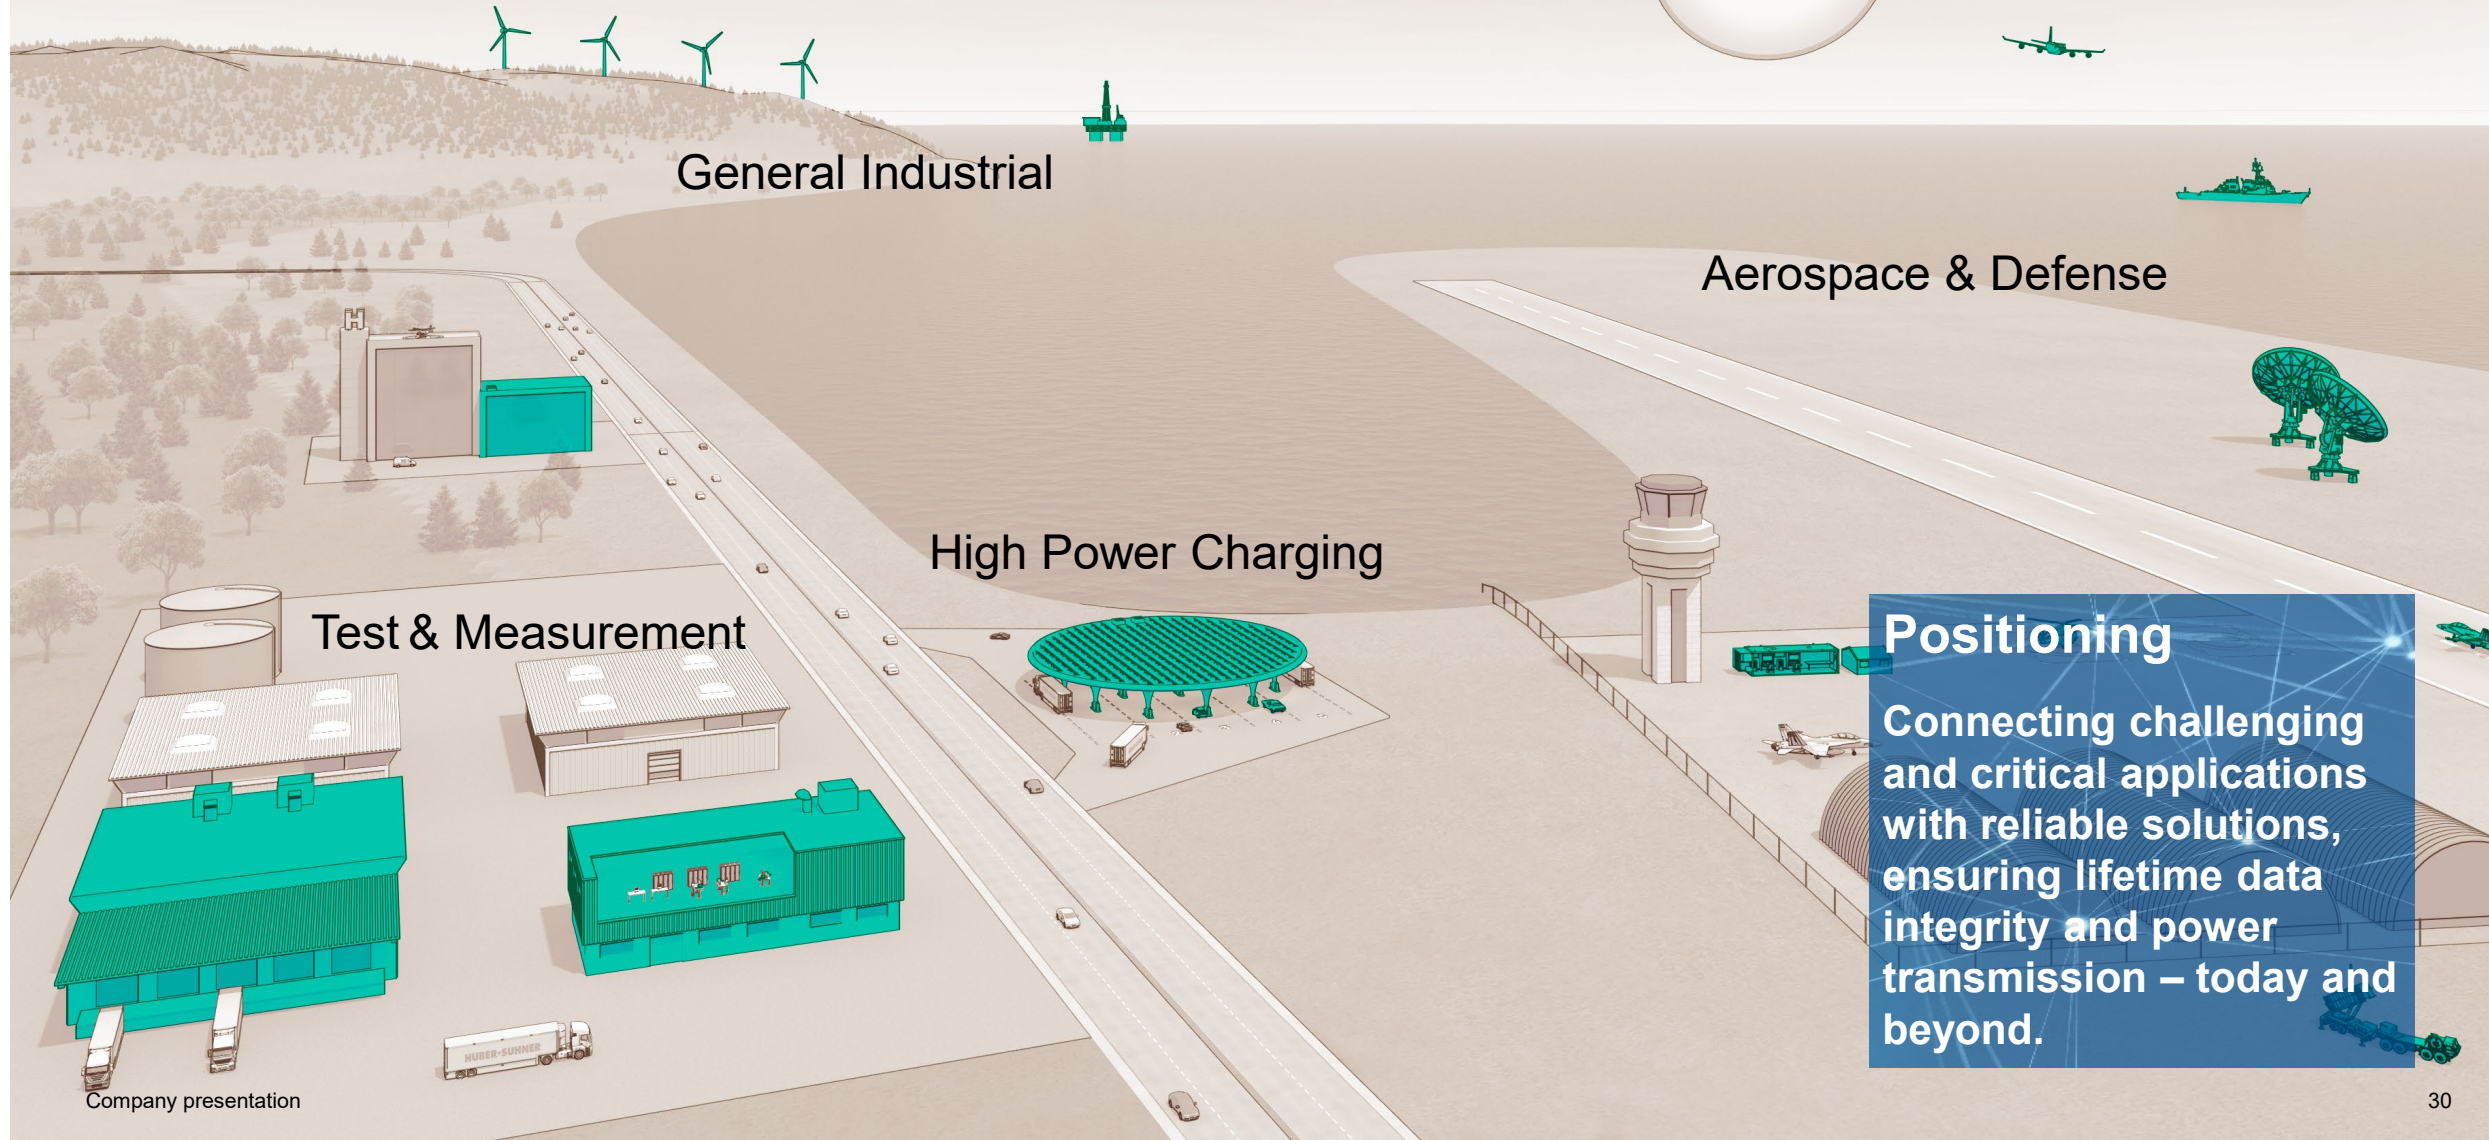 General Industrial
Aerospace & Defense
H
High Power Charging
Test & Measurement
Positioning
Connecting challenging
and critical applications
with reliable solutions,
ensuring lifetime data
integrity and power
transmission – today and
beyond.
HUBER+SUHNER
Company presentation
30